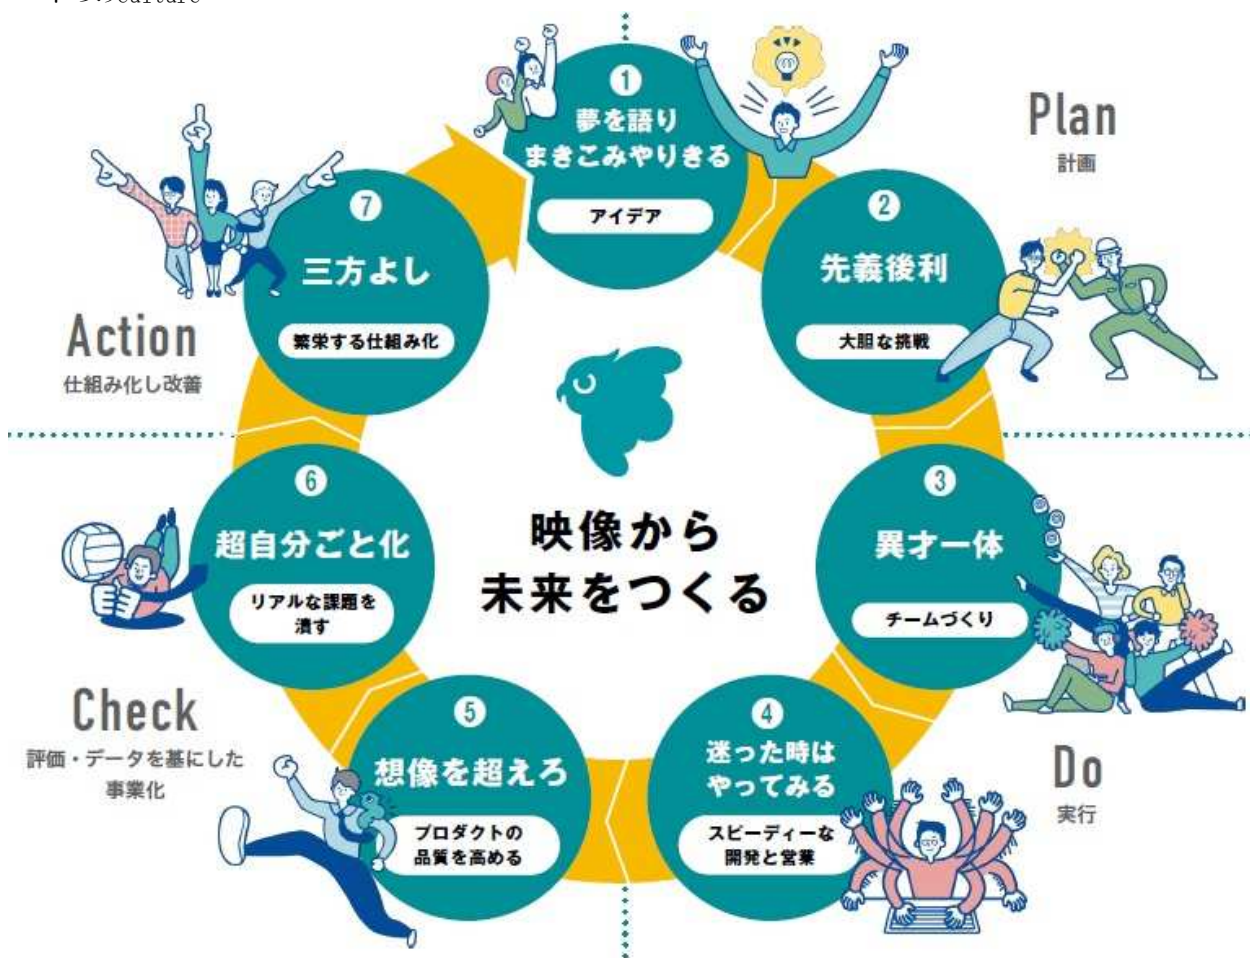 culture
1
夢を語り
まきこみやりきる
アイデア
Plan
計画
2
先義後利
大胆な挑戦
3
異才一体
チームづくり
Do
実行
4
迷った時は
やってみる
スピーディーな
開発と営業
5
想像を超えろ
プロダクトの
品質を高める
Check
評価・データを基にした
事業化
6
超自分ごと化
リアルな課題を
潰す
Action
仕組み化し改善
7
三方よし
繁栄する仕組み化
映像から
未来をつくる